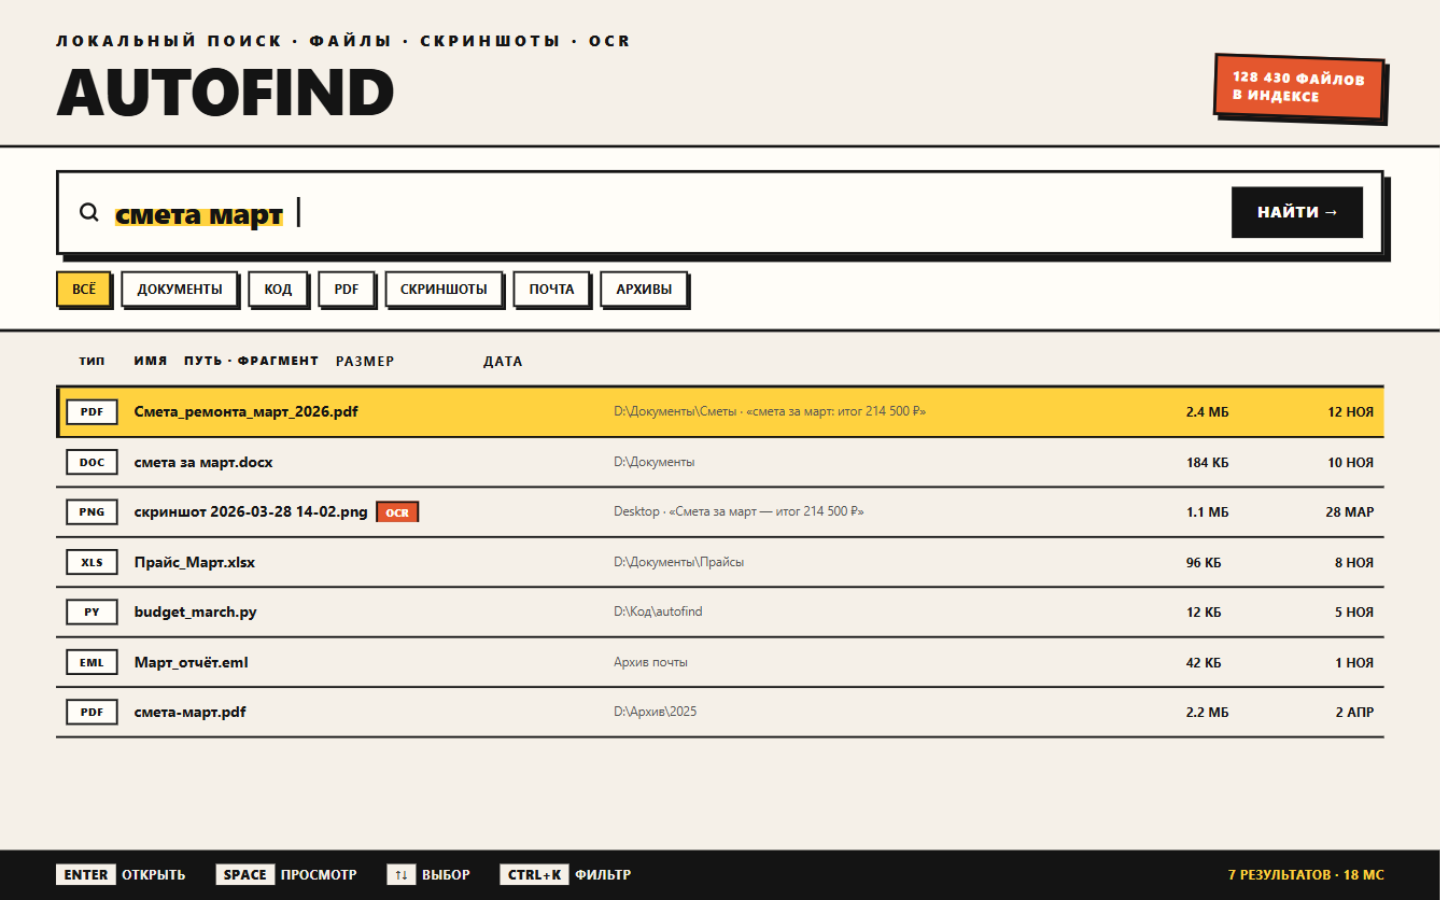 ЛОКАЛЬНЫЙ ПОИСК · ФАЙЛЫ · СКРИНШОТЫ · OCR
AUTOFIND
128 430 ФАЙЛОВ
В ИНДЕКСЕ
смета март
НАЙТИ →
ВСЁ ДОКУМЕНТЫ КОД PDF СКРИНШОТЫ ПОЧТА АРХИВЫ
ТИП ИМЯ ПУТЬ · ФРАГМЕНТ РАЗМЕР ДАТА
PDF Смета_ремонта_март_2026.pdf D:\Документы\Сметы · «смета за март: итог 214 500 ₽» 2.4 МБ 12 НОЯ
DOC смета за март.docx D:\Документы 184 КБ 10 НОЯ
PNG скриншот 2026-03-28 14-02.png OCR Desktop · «Смета за март — итог 214 500 ₽» 1.1 МБ 28 МАР
XLS Прайс_Март.xlsx D:\Документы\Прайсы 96 КБ 8 НОЯ
PY budget_march.py D:\Код\autofind 12 КБ 5 НОЯ
EML Март_отчёт.eml Архив почты 42 КБ 1 НОЯ
PDF смета-март.pdf D:\Архив\2025 2.2 МБ 2 АПР
ENTER ОТКРЫТЬ SPACE ПРОСМОТР ↑↓ ВЫБОР CTRL+K ФИЛЬТР 7 РЕЗУЛЬТАТОВ · 18 МС